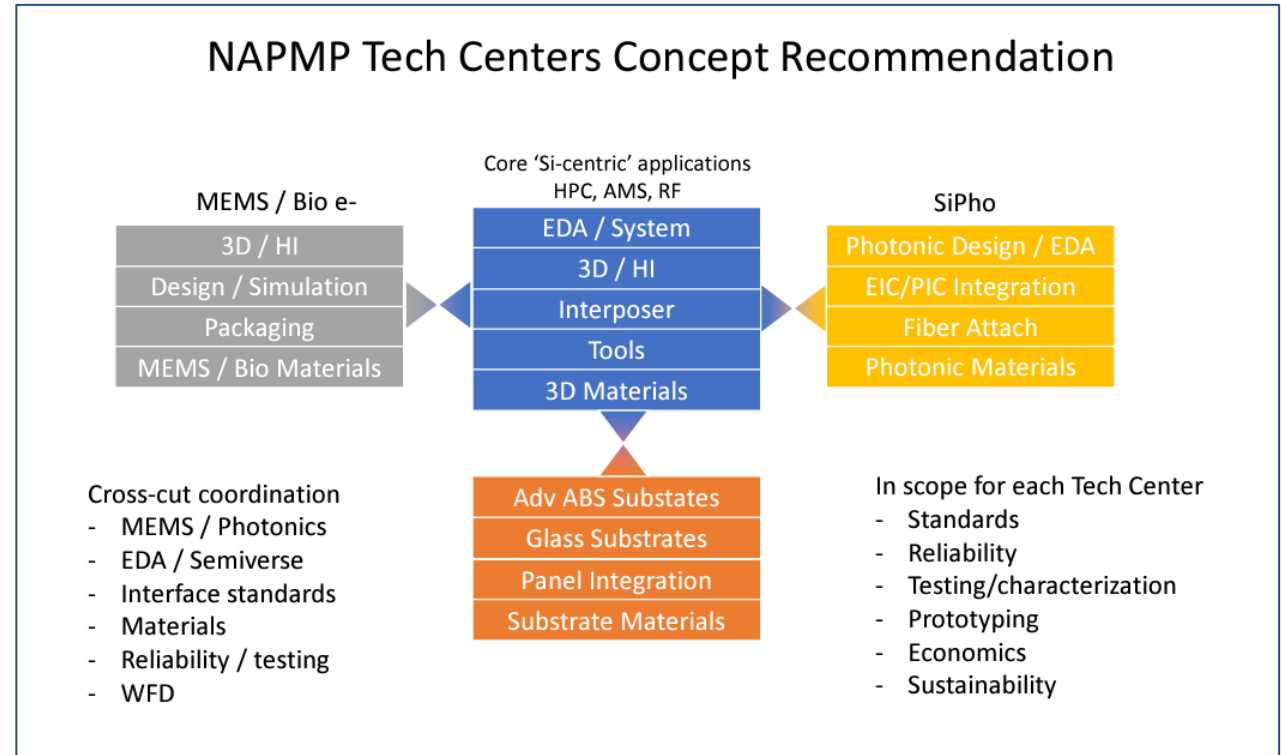 NAPMP Tech Centers Concept Recommendation
MEMS / Bio e-
3D / HI
Design / Simulation
Packaging
MEMS / Bio Materials
Core ‘Si-centric’ applications
HPC, AMS, RF
EDA / System
3D / HI
Interposer
Tools
3D Materials
SiPho
Photonic Design / EDA
EIC/PIC Integration
Fiber Attach
Photonic Materials
Adv ABS Substates
Glass Substrates
Panel Integration
Substrate Materials
Cross-cut coordination
- MEMS / Photonics
- EDA / Semiverse
- Interface standards
- Materials
- Reliability / testing
- WFD
In scope for each Tech Center
- Standards
- Reliability
- Testing/characterization
- Prototyping
- Economics
- Sustainability